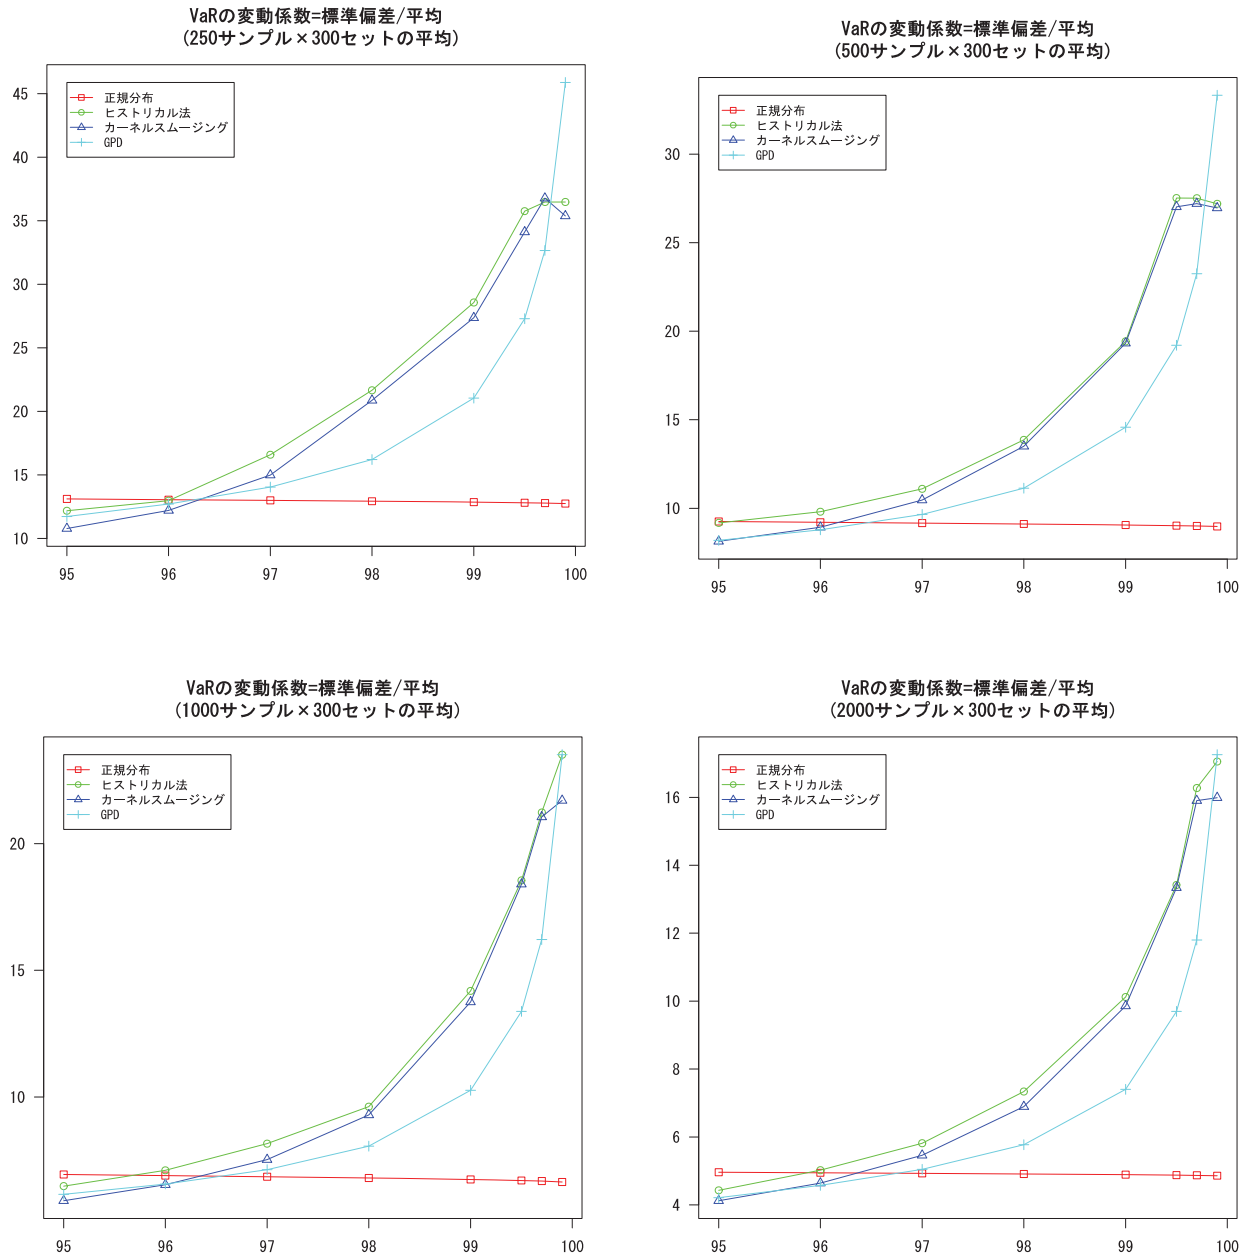 VaRの変動係数=標準偏差/平均
(250サンプル×300セットの平均)
正規分布
ヒストリカル法
カーネルスムージング
GPD
45
40
35
30
25
20
15
10
95 96 97 98 99 100
VaRの変動係数=標準偏差/平均
(500サンプル×300セットの平均)
正規分布
ヒストリカル法
カーネルスムージング
GPD
30
25
20
15
10
95 96 97 98 99 100
VaRの変動係数=標準偏差/平均
(1000サンプル×300セットの平均)
正規分布
ヒストリカル法
カーネルスムージング
GPD
20
15
10
95 96 97 98 99 100
VaRの変動係数=標準偏差/平均
(2000サンプル×300セットの平均)
正規分布
ヒストリカル法
カーネルスムージング
GPD
16
14
12
10
8
6
4
95 96 97 98 99 100